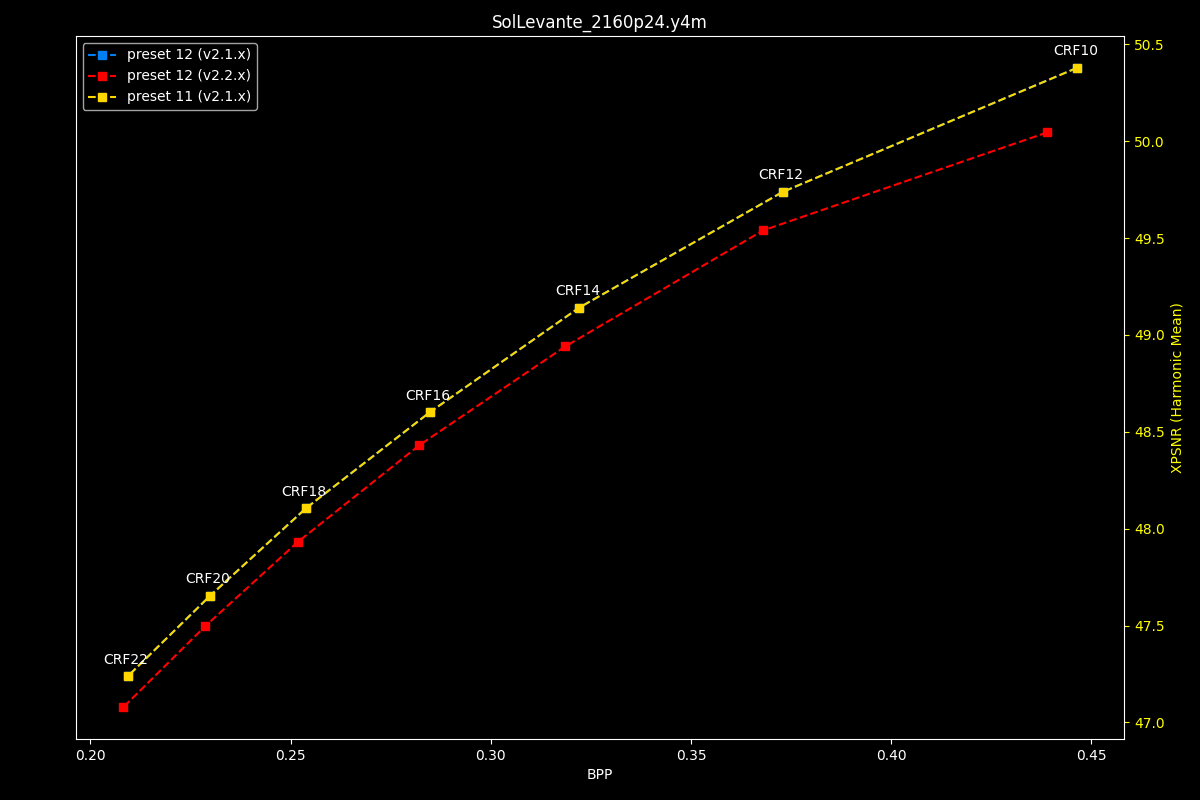 SolLevante_2160p24.y4m
preset 12 (v2.1.x)
preset 12 (v2.2.x)
preset 11 (v2.1.x)
CRF10
CRF12
CRF14
CRF16
CRF18
CRF20
CRF22
50.5
50.0
49.5
49.0
48.5
48.0
47.5
47.0
XPSNR (Harmonic Mean)
0.20 0.25 0.30 0.35 0.40 0.45
BPP